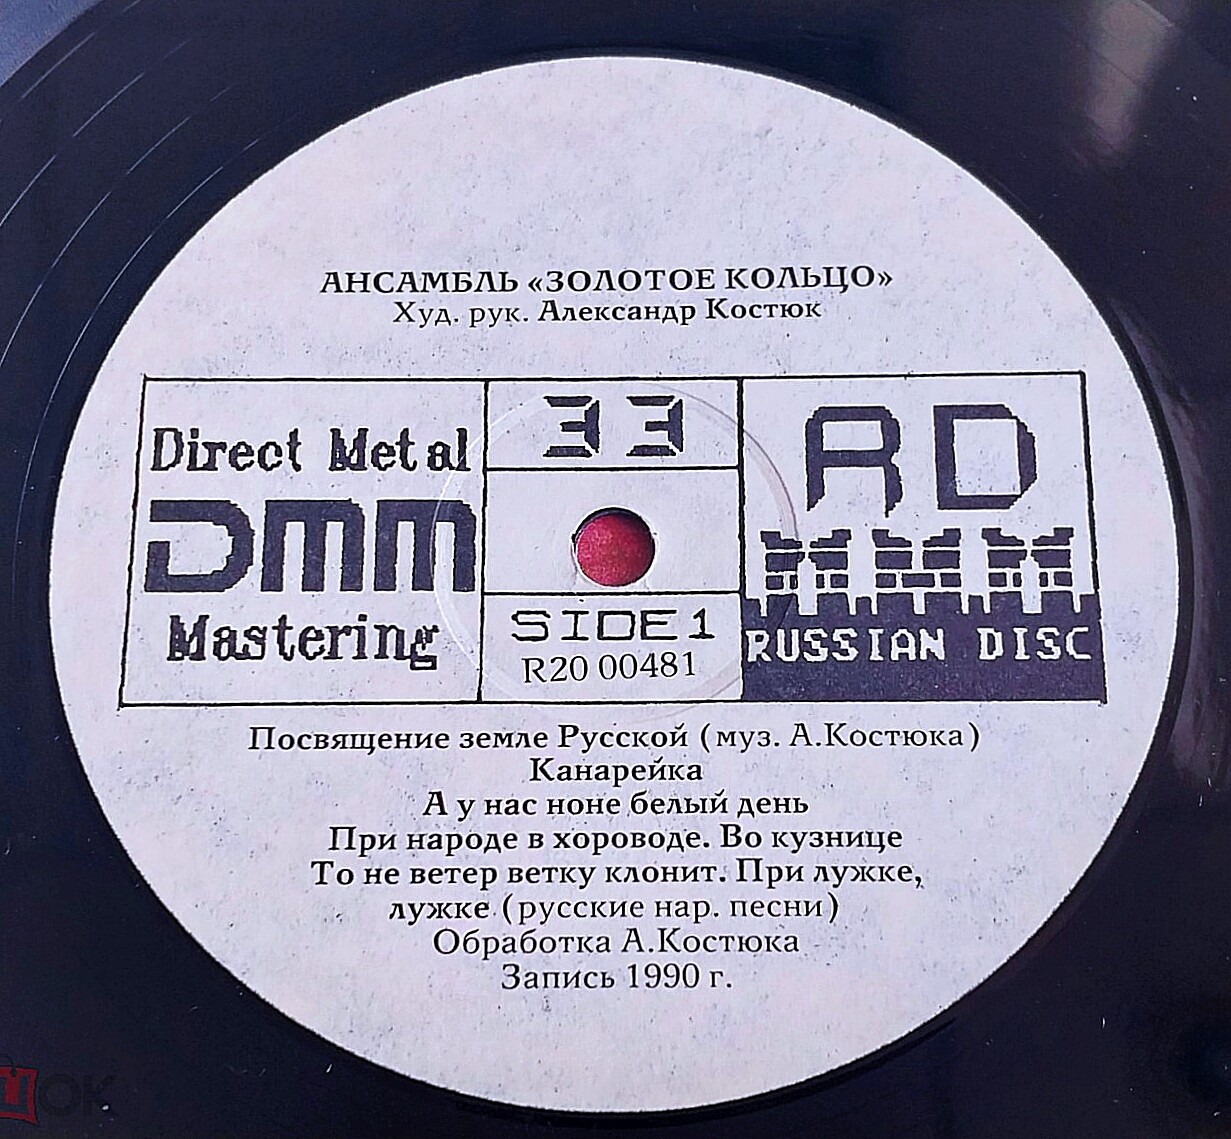 АНСАМБЛЬ «ЗОЛОТОЕ КОЛЬЦО»
Худ. рук. Александр Костюк
Direct Metal
DMM
Mastering
33
SIDE 1
R20 00481
RD
RUSSIAN DISC
Посвящение земле Русской (муз. А.Костюка)
Канарейка
А у нас ноне белый день
При народе в хороводе. Во кузнице
То не ветер ветку клонит. При лужке,
лужке (русские нар. песни)
Обработка А.Костюка
Запись 1990 г.